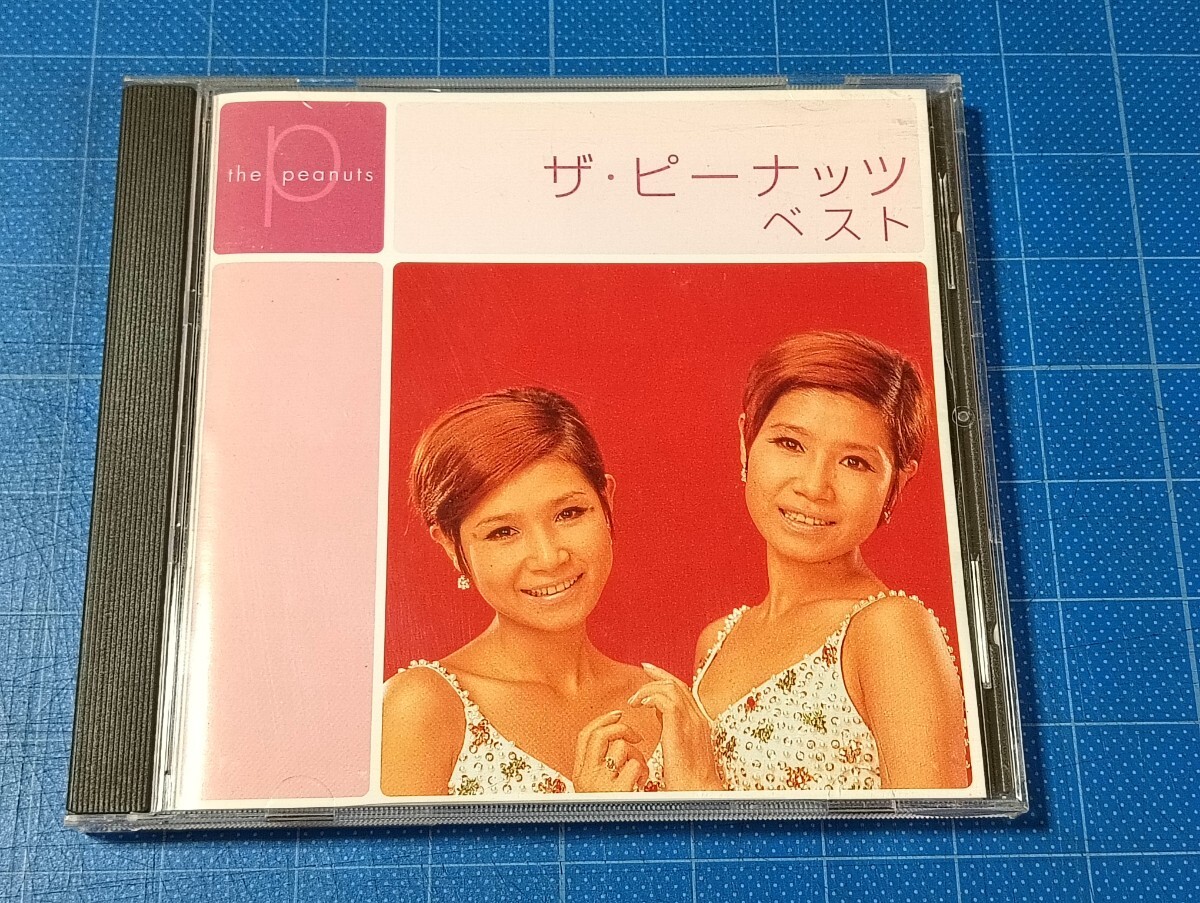 the peanuts
p
ザ・ピーナッツ
ベスト